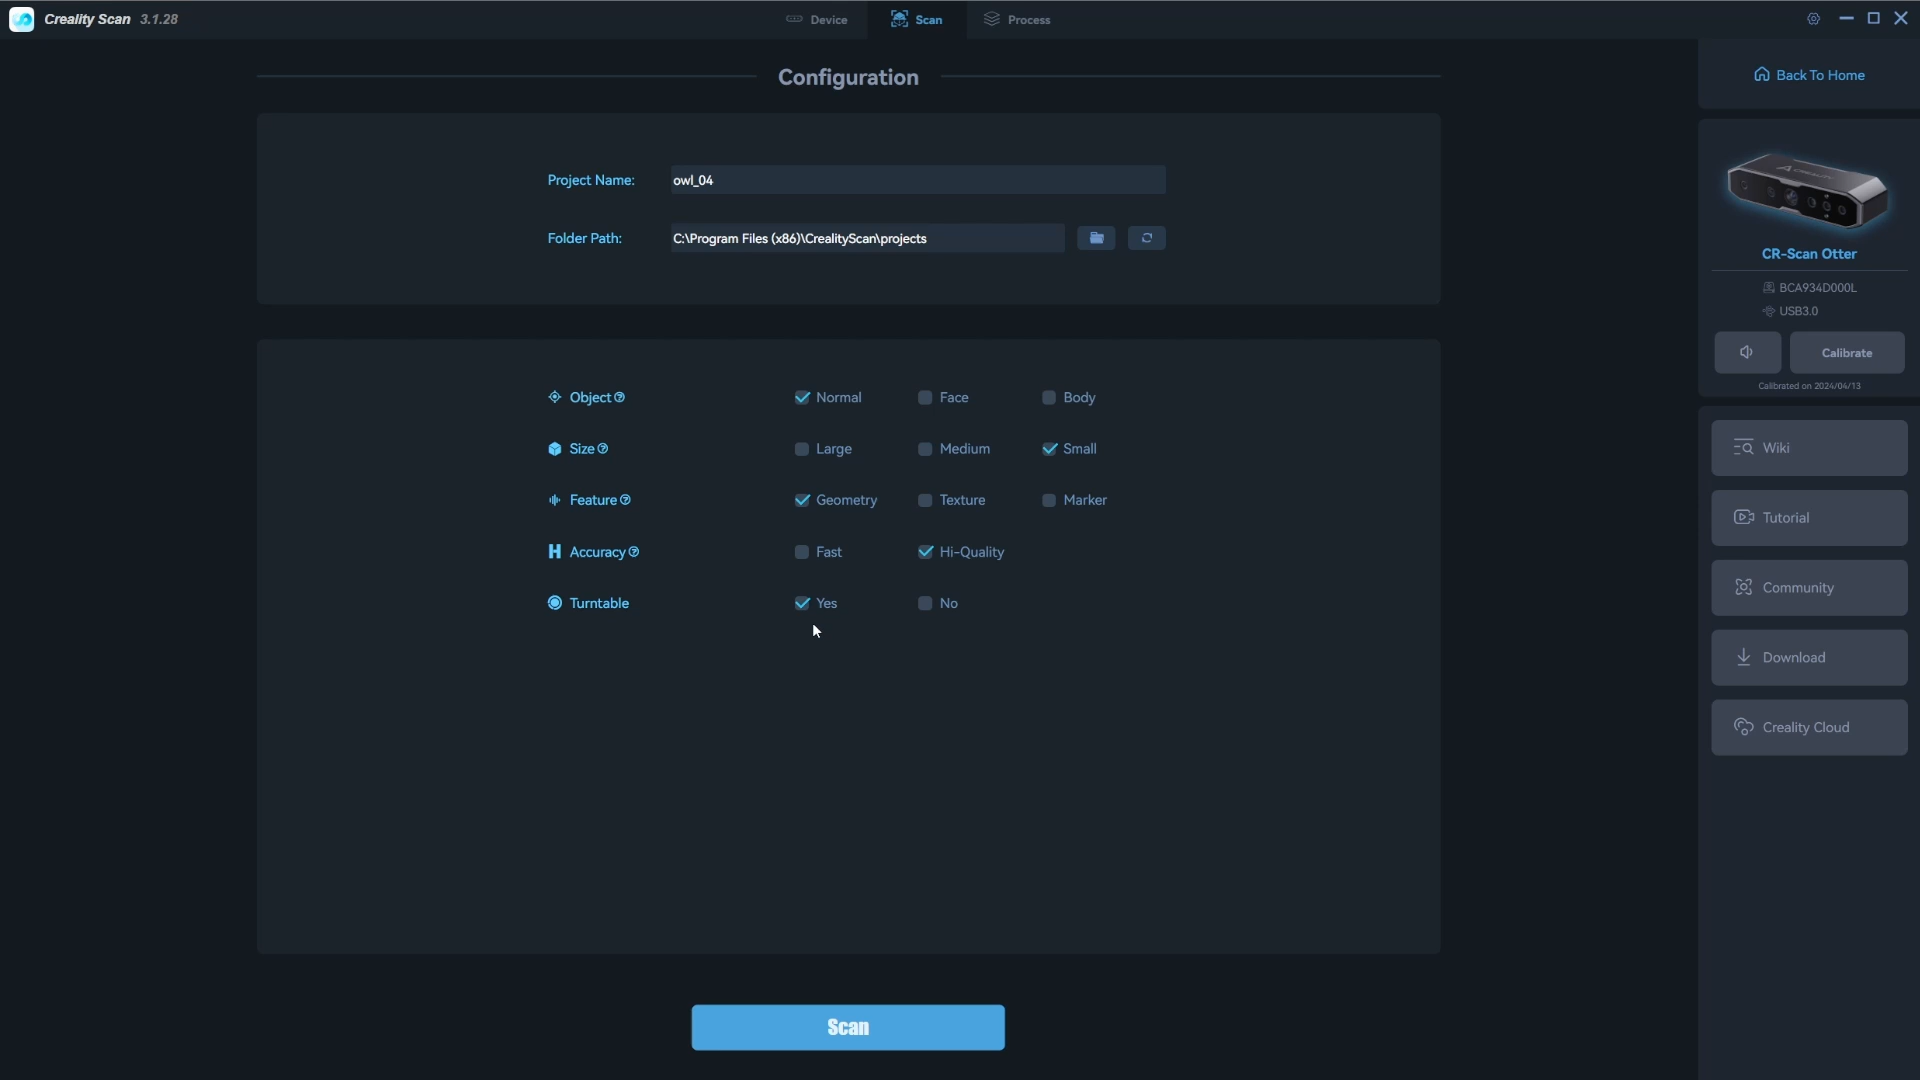 Creality Scan 3.1.28
Device
Scan
Process
Configuration
Back To Home
Project Name:
owl_04
Folder Path:
C:\Program Files (x86)\CrealityScan\projects
CREALITY
CR-Scan Otter
BCA934D000L
USB3.0
Calibrate
Calibrated on 2024/04/13
Object
Normal
Face
Body
Size
Large
Medium
Small
Feature
Geometry
Texture
Marker
Accuracy
Fast
Hi-Quality
Turntable
Yes
No
Wiki
Tutorial
Community
Download
Creality Cloud
Scan